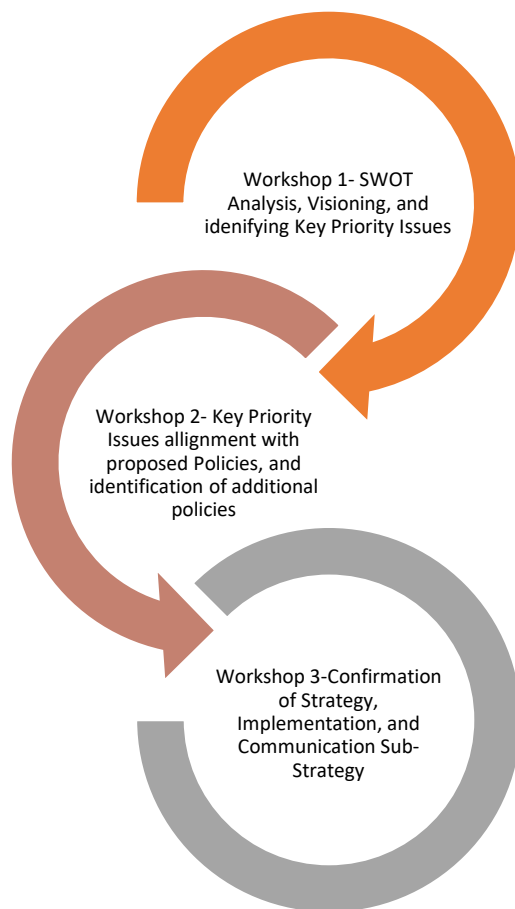 Workshop 1- SWOT
Analysis, Visioning, and
idenifying Key Priority Issues
Workshop 2- Key Priority
Issues allignment with
proposed Policies, and
identification of additional
policies
Workshop 3-Confirmation
of Strategy,
Implementation, and
Communication Sub-
Strategy